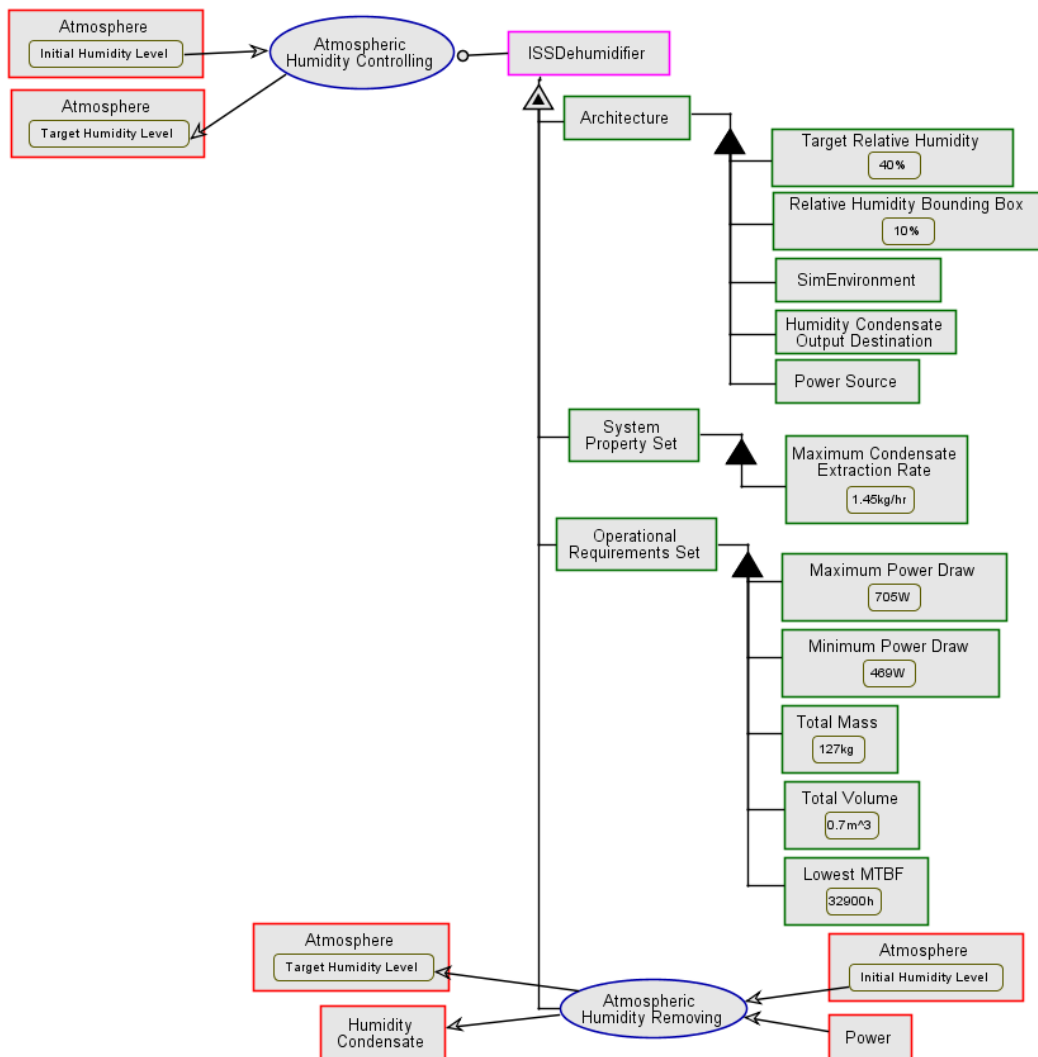 Atmosphere
Initial Humidity Level
Atmospheric
Humidity Controlling
ISSDehumidifier
Atmosphere
Target Humidity Level
Architecture
Target Relative Humidity
40%
Relative Humidity Bounding Box
10%
SimEnvironment
Humidity Condensate
Output Destination
Power Source
System
Property Set
Maximum Condensate
Extraction Rate
1.45kg/hr
Operational
Requirements Set
Maximum Power Draw
705W
Minimum Power Draw
469W
Total Mass
127kg
Total Volume
0.7m^3
Lowest MTBF
32900h
Atmosphere
Target Humidity Level
Atmosphere
Initial Humidity Level
Atmospheric
Humidity Removing
Humidity
Condensate
Power